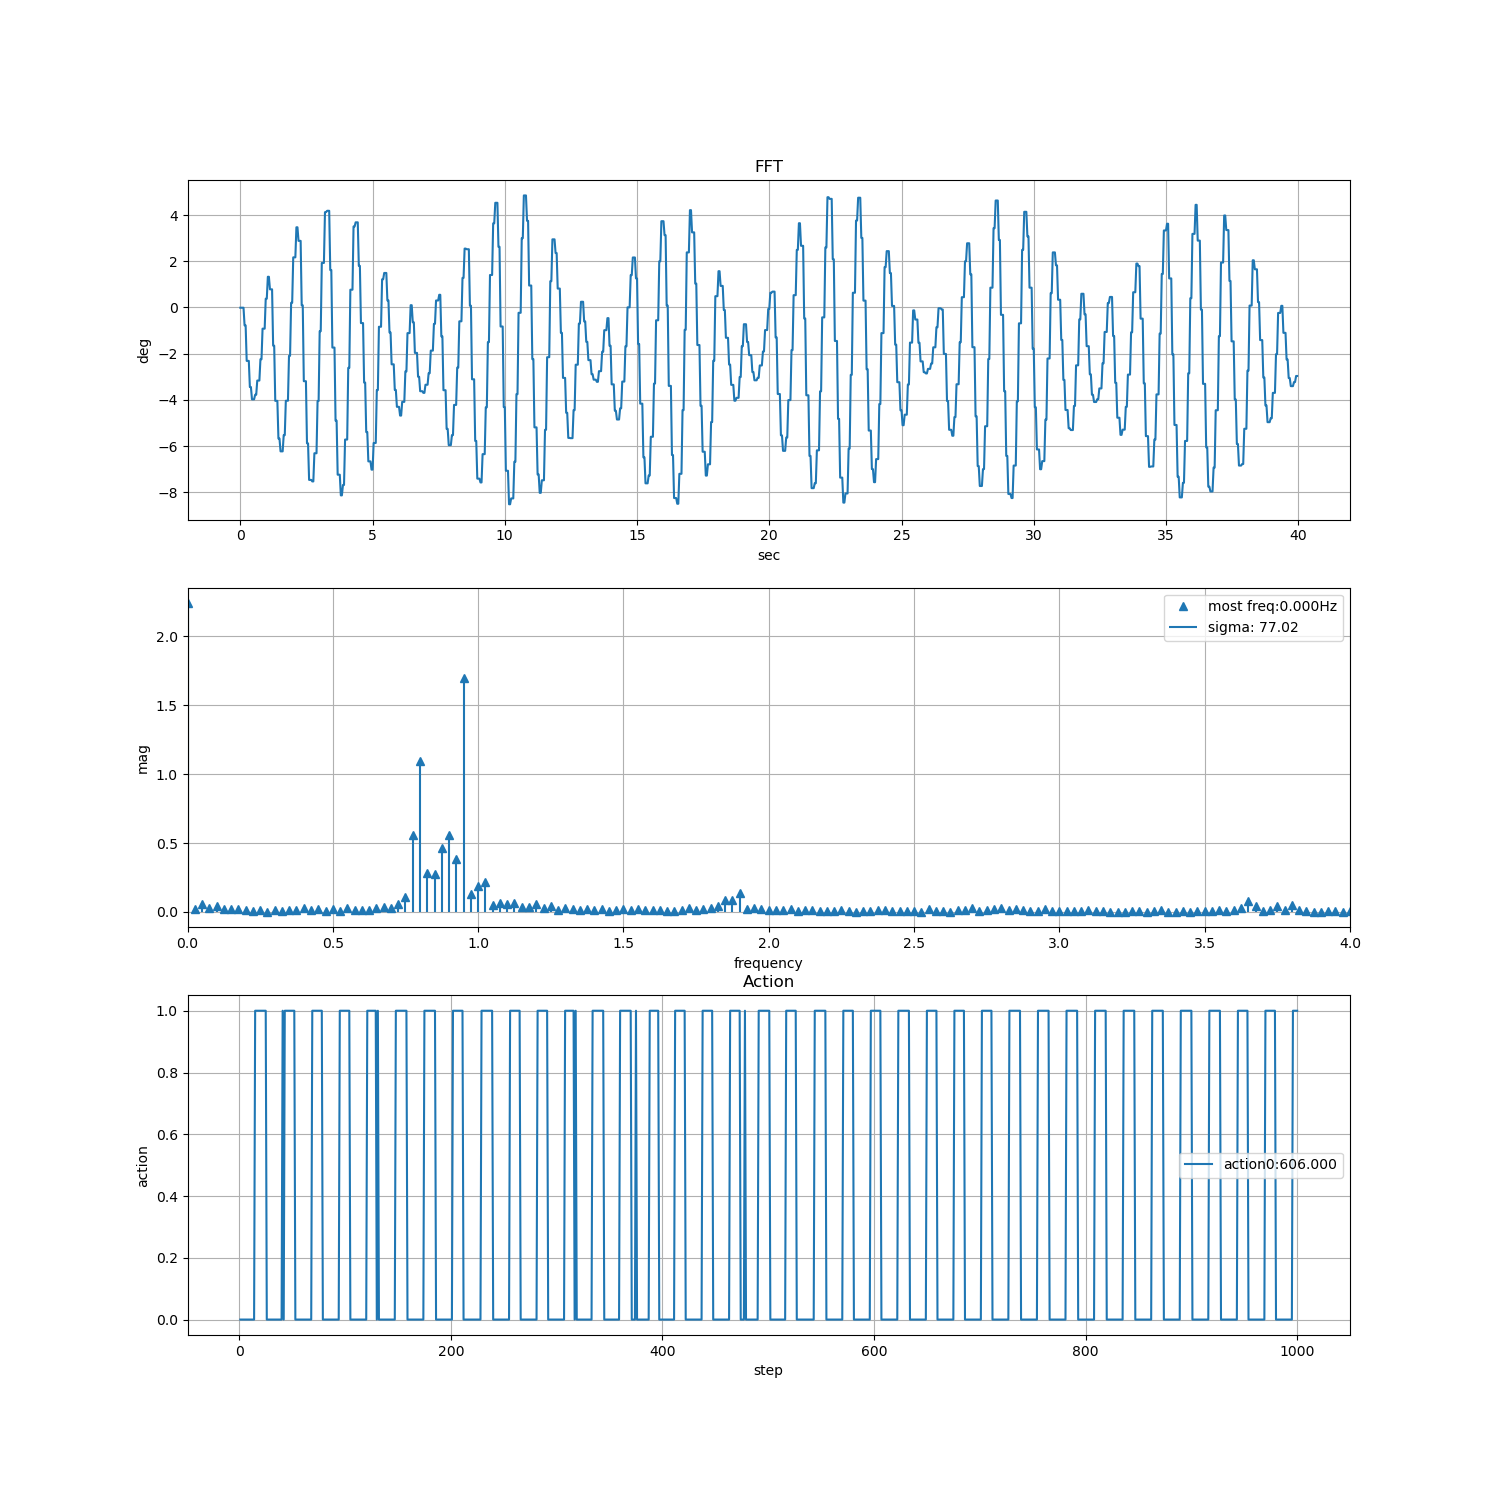 FFT
4
2
0
−2
−4
−6
−8
deg
0 5 10 15 20 25 30 35 40
sec
most freq:0.000Hz
sigma: 77.02
2.0
1.5
1.0
0.5
0.0
mag
0.0 0.5 1.0 1.5 2.0 2.5 3.0 3.5 4.0
frequency
Action
1.0
0.8
0.6
0.4
0.2
0.0
action
action0:606.000
0 200 400 600 800 1000
step